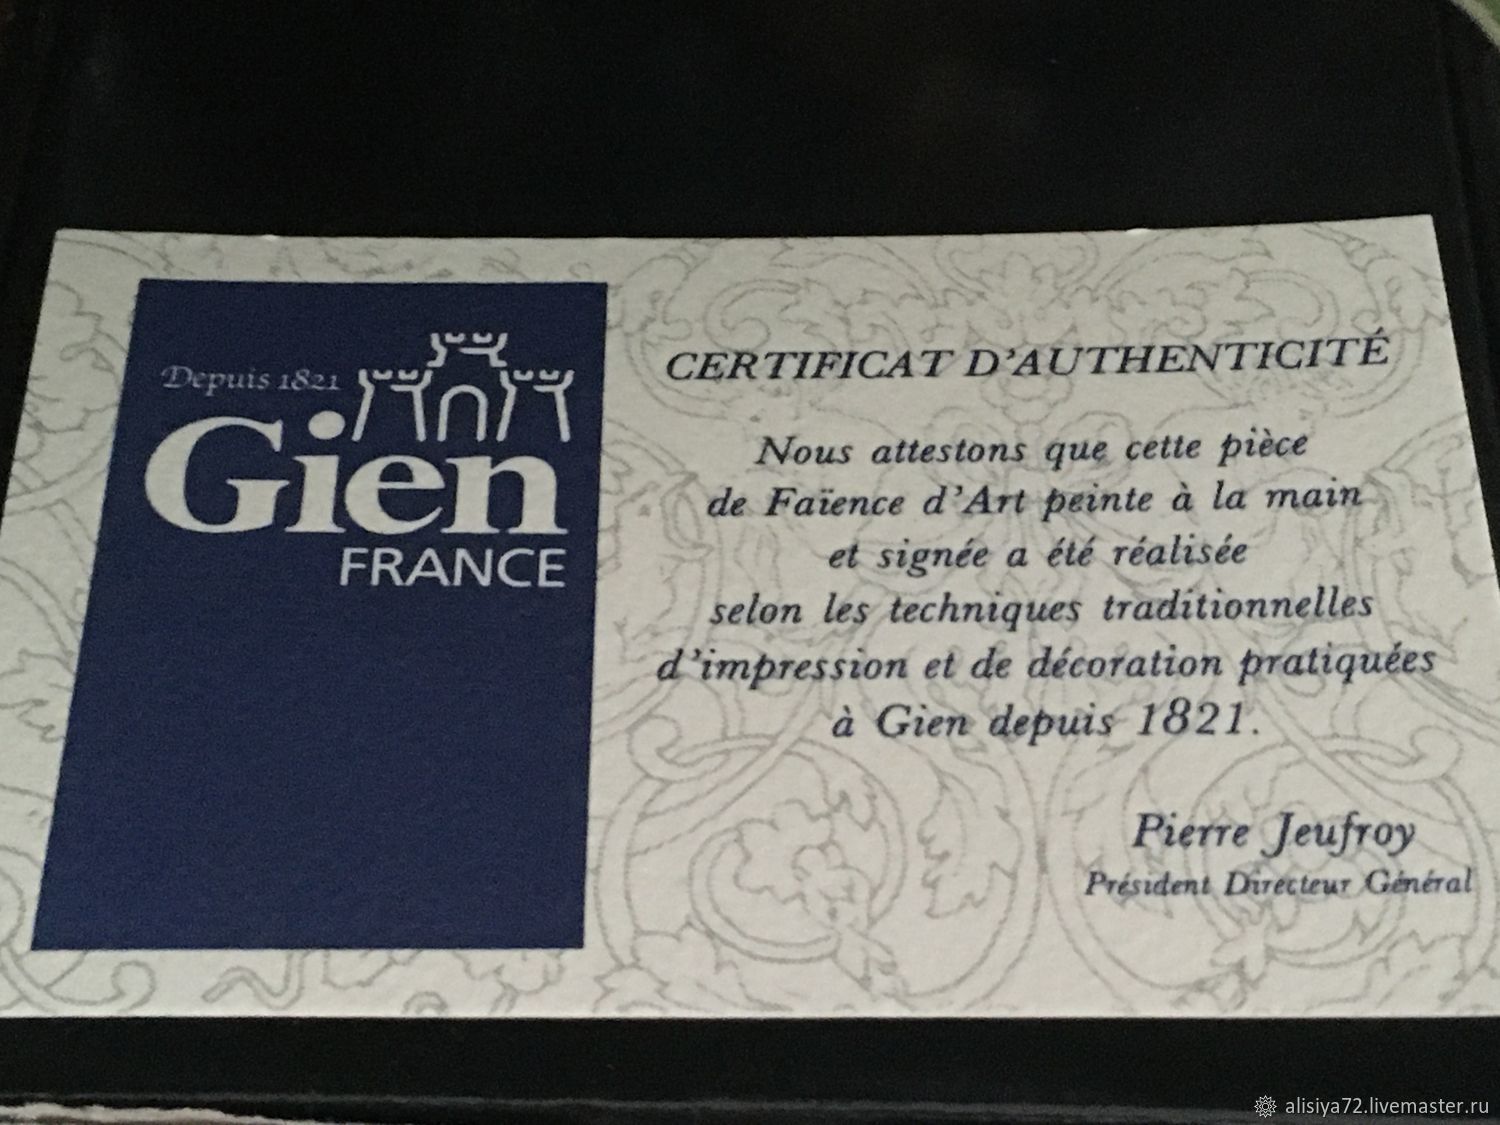 Depuis 1821
Gien
FRANCE
CERTIFICAT D'AUTHENTICITÉ
Nous attestons que cette pièce
de Faïence d'Art peinte à la main
et signée a été réalisée
selon les techniques traditionnelles
d'impression et de décoration pratiquées
à Gien depuis 1821.
Pierre Jeufroy
Président Directeur Général
alisiya72.livemaster.ru